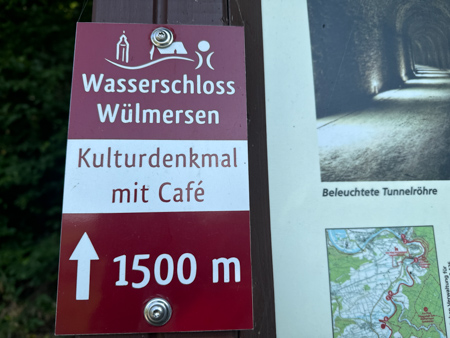 Wasserschloss
Wülmersen
Kulturdenkmal
mit Café
1500 m
Beleuchtete Tunnelröhre